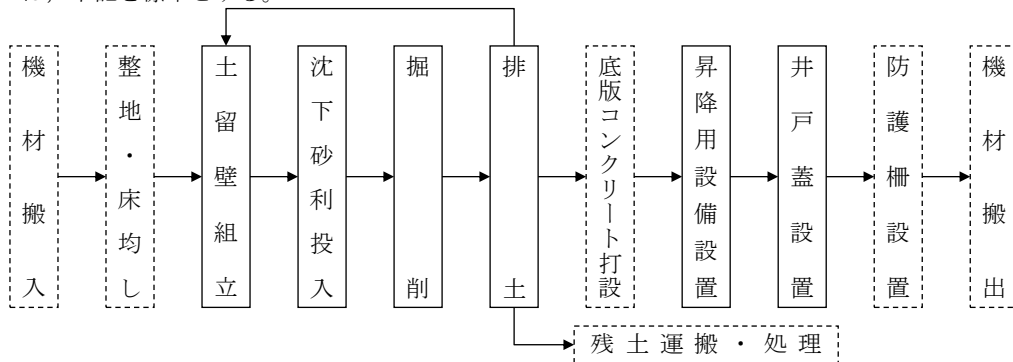 機材搬入
整地・床均し
土留壁組立
沈下砂利投入
掘削
排土
底版コンクリート打設
昇降用設備設置
井戸蓋設置
防護柵設置
機材搬出
残土運搬・処理